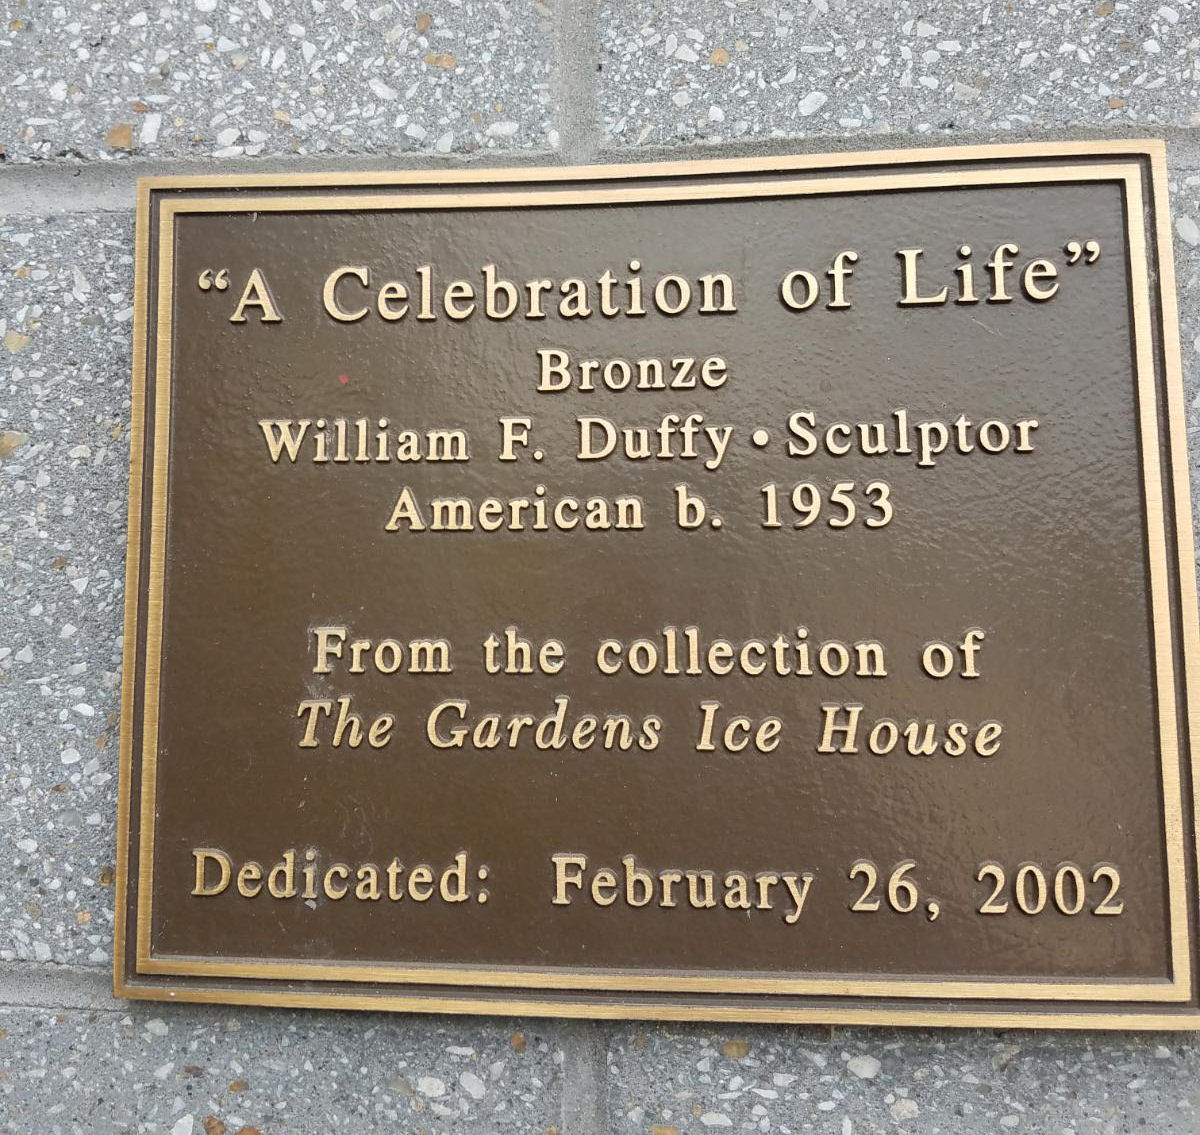 “A Celebration of Life”
Bronze
William F. Duffy • Sculptor
American b. 1953
From the collection of
The Gardens Ice House
Dedicated: February 26, 2002